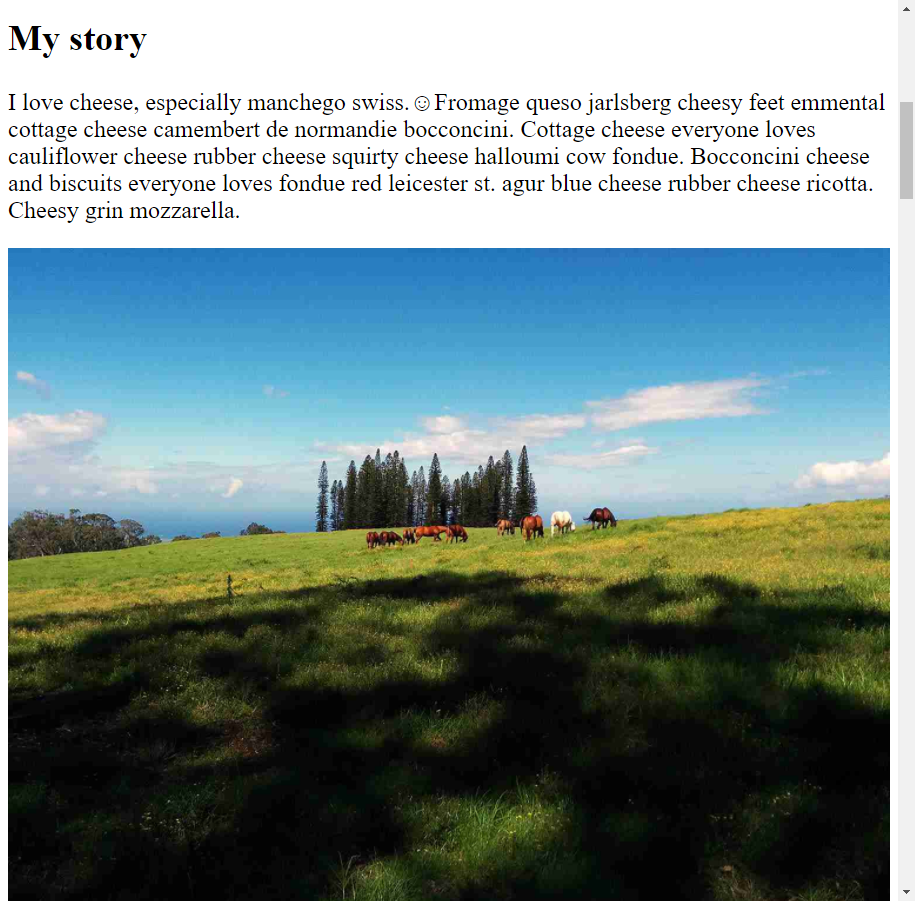 My story
I love cheese, especially manchego swiss.☺Fromage queso jarlsberg cheesy feet emmental
cottage cheese camembert de normandie bocconcini. Cottage cheese everyone loves
cauliflower cheese rubber cheese squirty cheese halloumi cow fondue. Bocconcini cheese
and biscuits everyone loves fondue red leicester st. agur blue cheese rubber cheese ricotta.
Cheesy grin mozzarella.